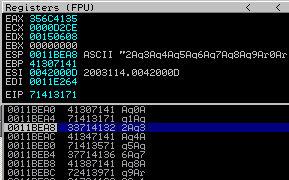 Registers (FPU) < <
EAX 356C4135
ECX 0000D2CE
EDX 00150608
EBX 00000000
ESP 0011BEA8 ASCII "2Aq3Aq4Aq5Aq6Aq7Aq8Aq9Ar0Ar
EBP 41307141
ESI 0042000D 2003114.0042000D
EDI 0011E264
EIP 71413171
0011BEA0 41307141 Aq0A
0011BEA4 71413171 q1Aq
0011BEA8 33714132 2Aq3
0011BEAC 41347141 Aq4A
0011BEB0 71413571 q5Aq
0011BEB4 37714136 6Aq7
0011BEB8 41387141 Aq8A
0011BEBC 72413971 q9Ar